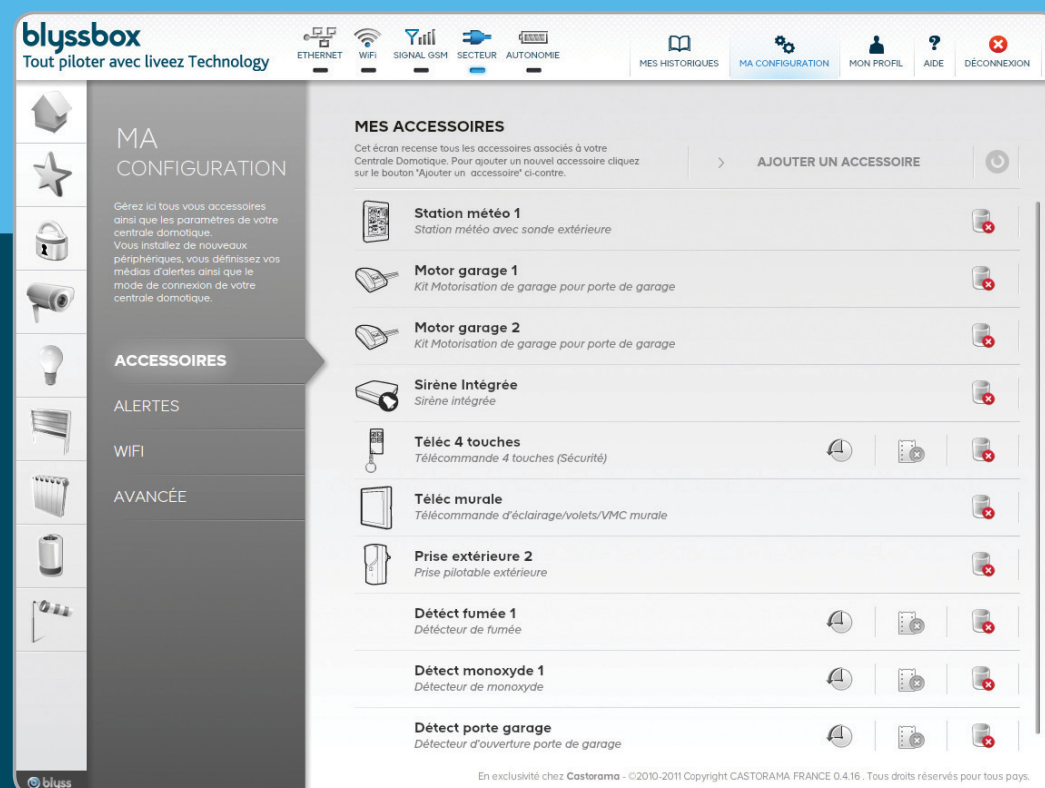 blyssbox
Tout piloter avec liveez Technology
ETHERNET
WiFi
SIGNAL GSM
SECTEUR
AUTONOMIE
MES HISTORIQUES
MA CONFIGURATION
MON PROFIL
AIDE
DÉCONNEXION
MA
CONFIGURATION
Gérez ici tous vous accessoires
ainsi que les paramètres de votre
centrale domotique.
Vous installez de nouveaux
périphériques, vous définissez vos
médias d'alertes ainsi que le
mode de connexion de votre
centrale domotique.
ACCESSOIRES
ALERTES
WIFI
AVANCÉE
MES ACCESSOIRES
Cet écran recense tous les accessoires associés à votre
Centrale Domotique. Pour ajouter un nouvel accessoire cliquez
sur le bouton "Ajouter un accessoire" ci-contre.
> AJOUTER UN ACCESSOIRE
Station météo 1
Station météo avec sonde extérieure
Motor garage 1
Kit Motorisation de garage pour porte de garage
Motor garage 2
Kit Motorisation de garage pour porte de garage
Sirène Intégrée
Sirène intégrée
Téléc 4 touches
Télécommande 4 touches (Sécurité)
Téléc murale
Télécommande d'éclairage/volets/VMC murale
Prise extérieure 2
Prise pilotable extérieure
Détéct fumée 1
Détécteur de fumée
Détect monoxyde 1
Détecteur de monoxyde
Détect porte garage
Détecteur d'ouverture porte de garage
blyss
En exclusivité chez Castorama - ©2010-2011 Copyright CASTORAMA FRANCE 0.4.16 . Tous droits réservés pour tous pays.